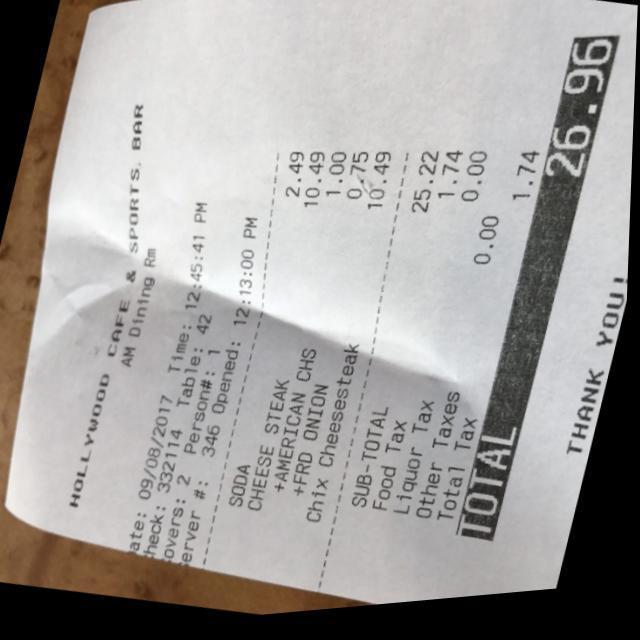 HOLLYWOOD CAFE & SPORTS BAR
AM Dining Rm
ate: 09/08/2017 Time: 12:45:41 PM
heck: 332114 Table: 42
overs: 2 Person#: 1
erver #: 346 Opened: 12:13:00 PM
SODA 2.49
CHEESE STEAK 10.49
+AMERICAN CHS 1.00
+FRD ONION 0.75
Chix Cheesesteak 10.49
SUB-TOTAL 25.22
Food Tax 1.74
Liquor Tax 0.00
Other Taxes 0.00
Total Tax 1.74
TOTAL 26.96
THANK YOU!